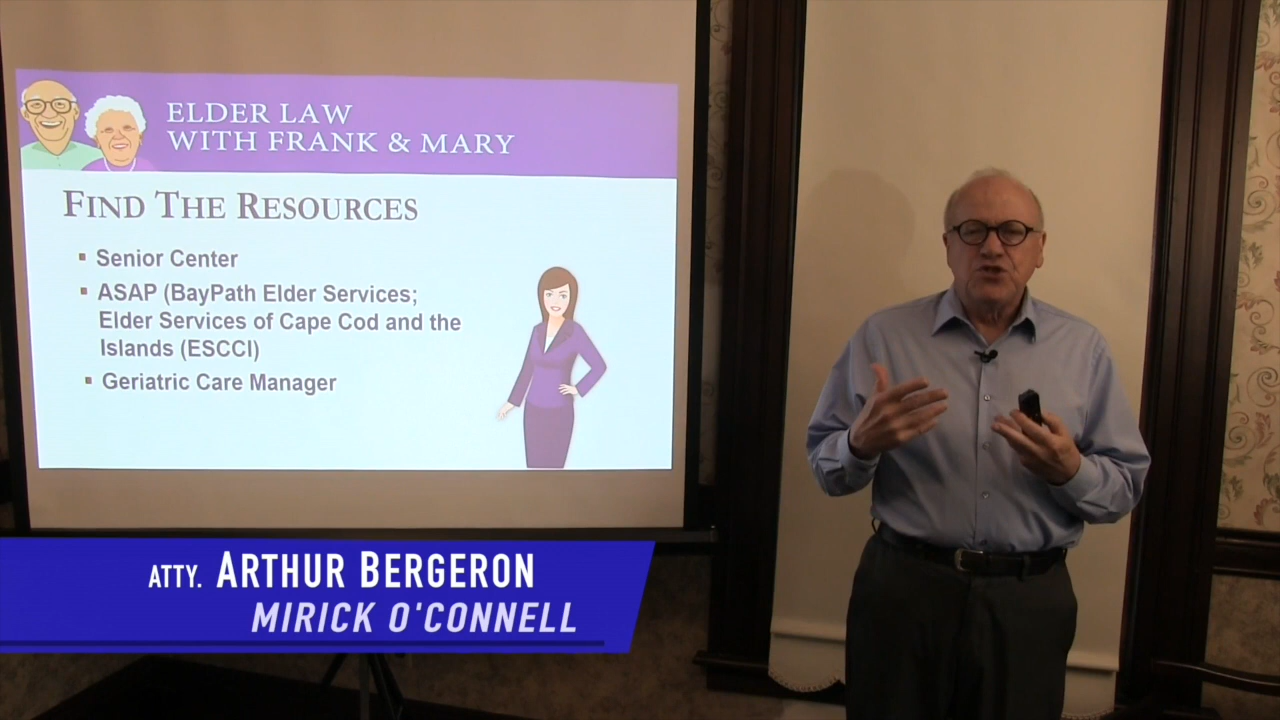 ELDER LAW
WITH FRANK & MARY
FIND THE RESOURCES
▪ Senior Center
▪ ASAP (BayPath Elder Services;
Elder Services of Cape Cod and the
Islands (ESCCI)
▪ Geriatric Care Manager
ATTY. ARTHUR BERGERON
MIRICK O'CONNELL